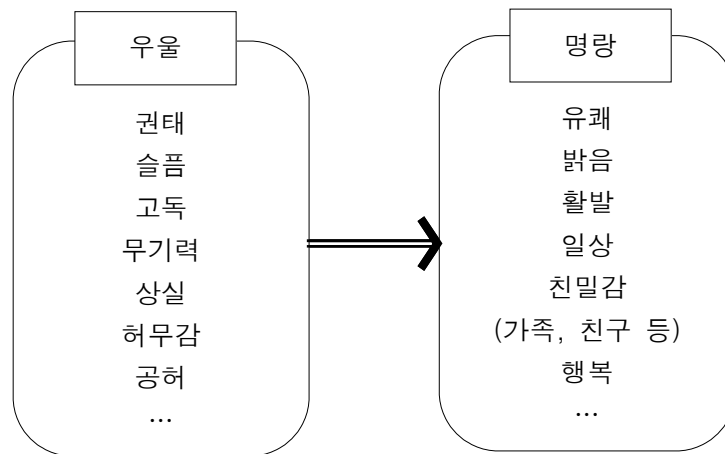 우울
권태
슬픔
고독
무기력
상실
허무감
공허
...
명랑
유쾌
밝음
활발
일상
친밀감
(가족, 친구 등)
행복
...